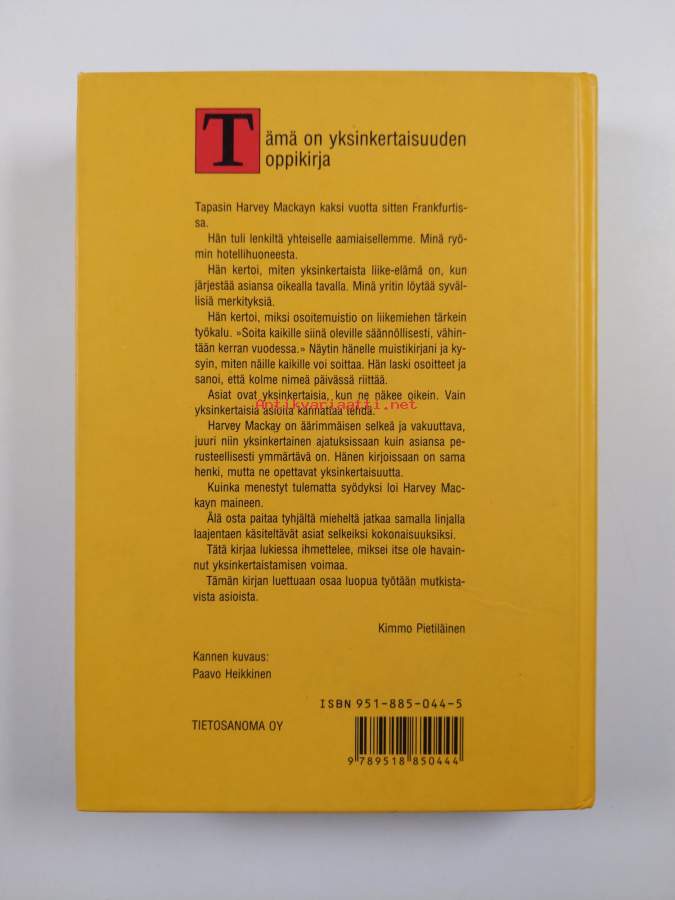 Tämä on yksinkertaisuuden
oppikirja
Tapasin Harvey Mackayn kaksi vuotta sitten Frankfurtis-
sa.
Hän tuli lenkiltä yhteiselle aamiaisellemme. Minä ryö-
min hotellihuoneesta.
Hän kertoi, miten yksinkertaista liike-elämä on, kun
järjestää asiansa oikealla tavalla. Minä yritin löytää syväl-
lisiä merkityksiä.
Hän kertoi, miksi osoitemuistio on liikemiehen tärkein
työkalu. »Soita kaikille siinä oleville säännöllisesti, vähin-
tään kerran vuodessa.» Näytin hänelle muistikirjani ja ky-
syin, miten näille kaikille voi soittaa. Hän laski osoitteet ja
sanoi, että kolme nimeä päivässä riittää.
Asiat ovat yksinkertaisia, kun ne näkee oikein. Vain
Antikvariaatti.net
yksinkertaisia asioita kannattaa tehdä.
Harvey Mackay on äärimmäisen selkeä ja vakuuttava,
juuri niin yksinkertainen ajatuksissaan kuin asiansa pe-
rusteellisesti ymmärtävä on. Hänen kirjoissaan on sama
henki, mutta ne opettavat yksinkertaisuutta.
Kuinka menestyt tulematta syödyksi loi Harvey Mac-
kayn maineen.
Älä osta paitaa tyhjältä mieheltä jatkaa samalla linjalla
laajentaen käsiteltävät asiat selkeiksi kokonaisuuksiksi.
Tätä kirjaa lukiessa ihmettelee, miksei itse ole havain-
nut yksinkertaistamisen voimaa.
Tämän kirjan luettuaan osaa luopua työtään mutkista-
vista asioista.
Kimmo Pietiläinen
Kannen kuvaus:
Paavo Heikkinen
ISBN 951-885-044-5
TIETOSANOMA OY
9 789518 850444